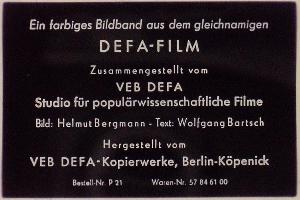 Ein farbiges Bildband aus dem gleichnamigen
DEFA-FILM
Zusammengestellt vom
VEB DEFA
Studio für populärwissenschaftliche Filme
Bild: Helmut Bergmann - Text: Wolfgang Bartsch
Hergestellt vom
VEB DEFA-Kopierwerke, Berlin-Köpenick
Bestell-Nr. P 21 Waren-Nr. 57 84 61 00